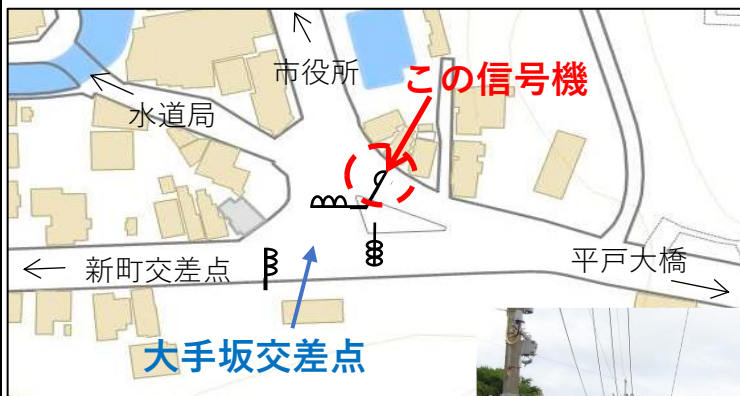 市役所
この信号機
水道局
新町交差点
平戸大橋
大手坂交差点